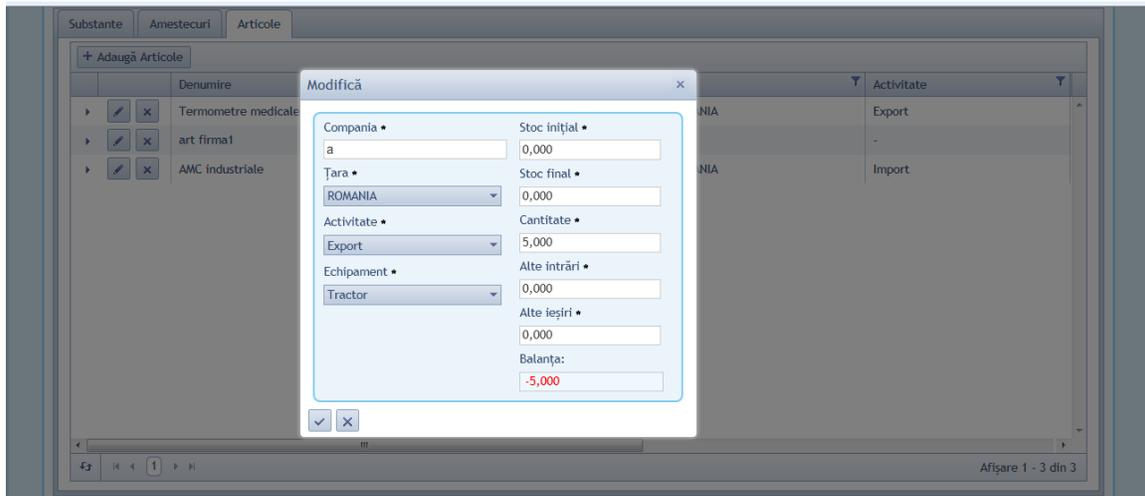 Substante Amestecuri Articole
+ Adaugă Articole
Denumire Activitate
Termometre medicale NIA Export
art firma1 -
AMC industriale NIA Import
Modifică
Compania *
a
Țara *
ROMANIA
Activitate *
Export
Echipament *
Tractor
Stoc inițial *
0,000
Stoc final *
0,000
Cantitate *
5,000
Alte intrări *
0,000
Alte ieșiri *
0,000
Balanța:
-5,000
1 Afișare 1 - 3 din 3